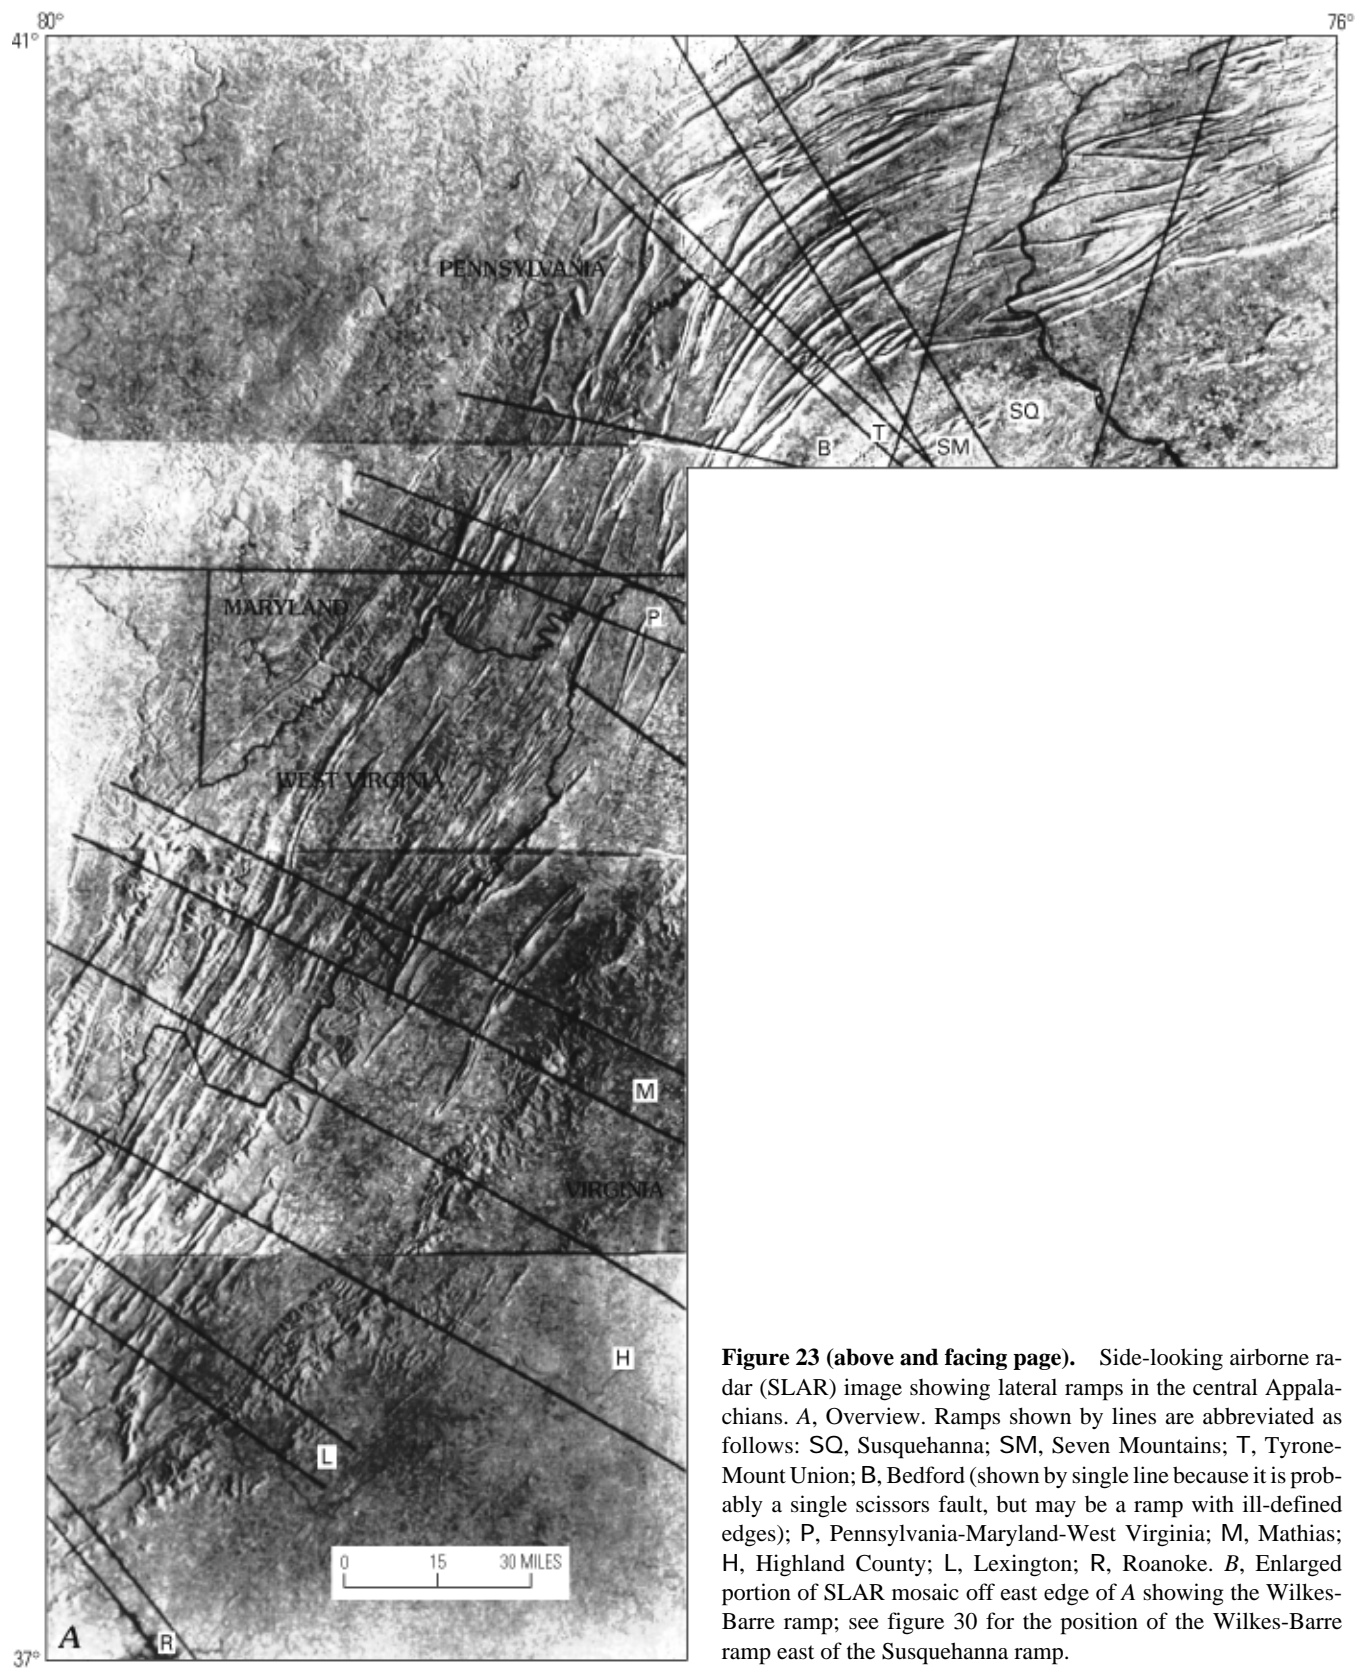 80°
76°
41°
PENNSYLVANIA
SQ
T
B
SM
MARYLAND
P
WEST VIRGINIA
M
VIRGINIA
H
L
0 15 30 MILES
A
R
37°
Figure 23 (above and facing page). Side-looking airborne ra-
dar (SLAR) image showing lateral ramps in the central Appala-
chians. A, Overview. Ramps shown by lines are abbreviated as
follows: SQ, Susquehanna; SM, Seven Mountains; T, Tyrone-
Mount Union; B, Bedford (shown by single line because it is prob-
ably a single scissors fault, but may be a ramp with ill-defined
edges); P, Pennsylvania-Maryland-West Virginia; M, Mathias;
H, Highland County; L, Lexington; R, Roanoke. B, Enlarged
portion of SLAR mosaic off east edge of A showing the Wilkes-
Barre ramp; see figure 30 for the position of the Wilkes-Barre
ramp east of the Susquehanna ramp.